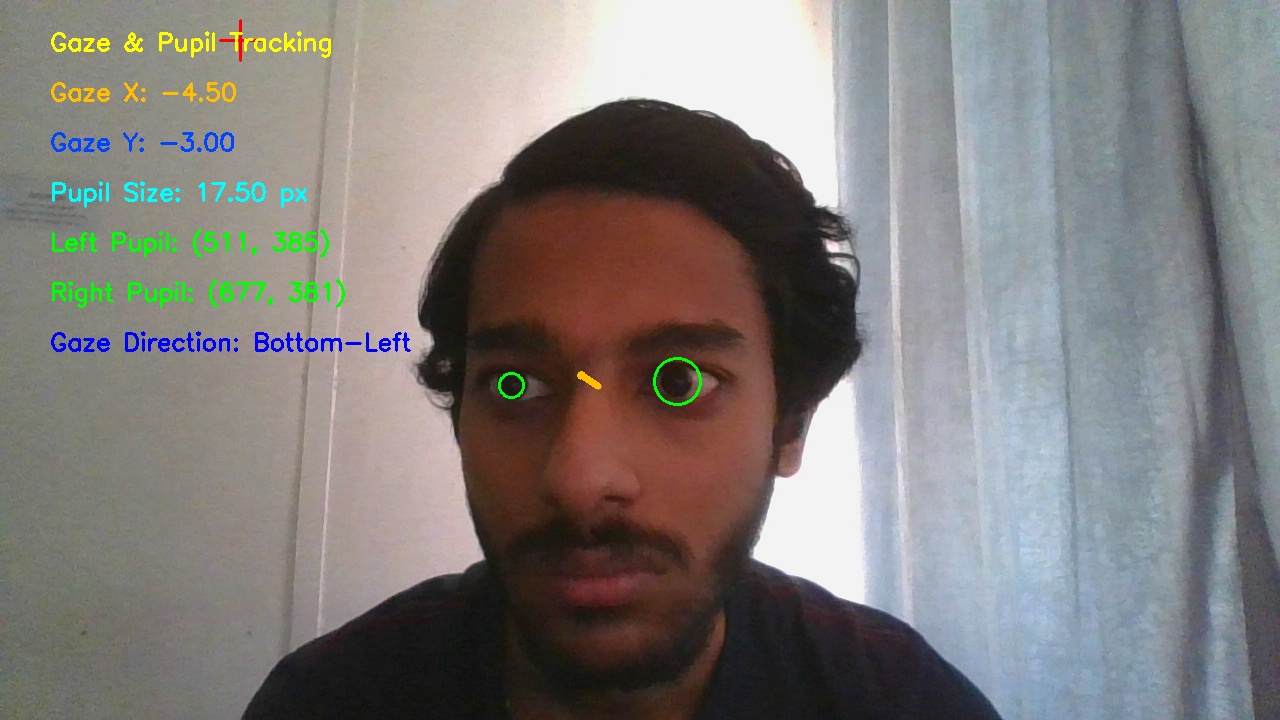 Gaze & Pupil Tracking
Gaze X: -4.50
Gaze Y: -3.00
Pupil Size: 17.50 px
Left Pupil: (511, 385)
Right Pupil: (677, 381)
Gaze Direction: Bottom-Left